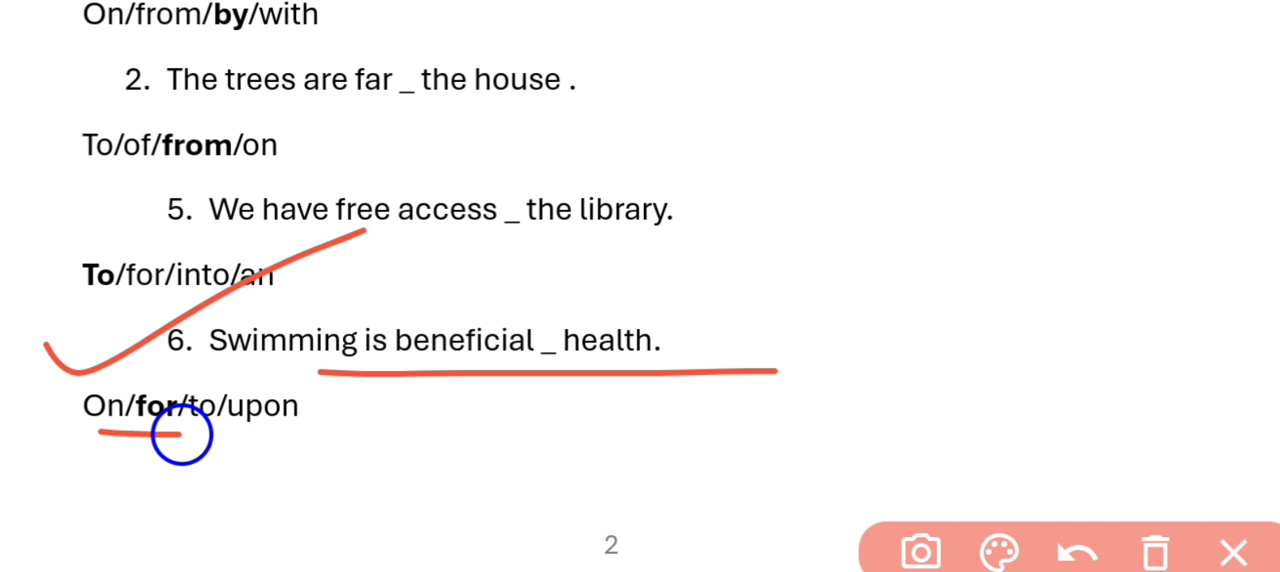 On/from/by/with
2. The trees are far _ the house .
To/of/from/on
5. We have free access _ the library.
To/for/into/an
6. Swimming is beneficial _ health.
On/for/to/upon
2